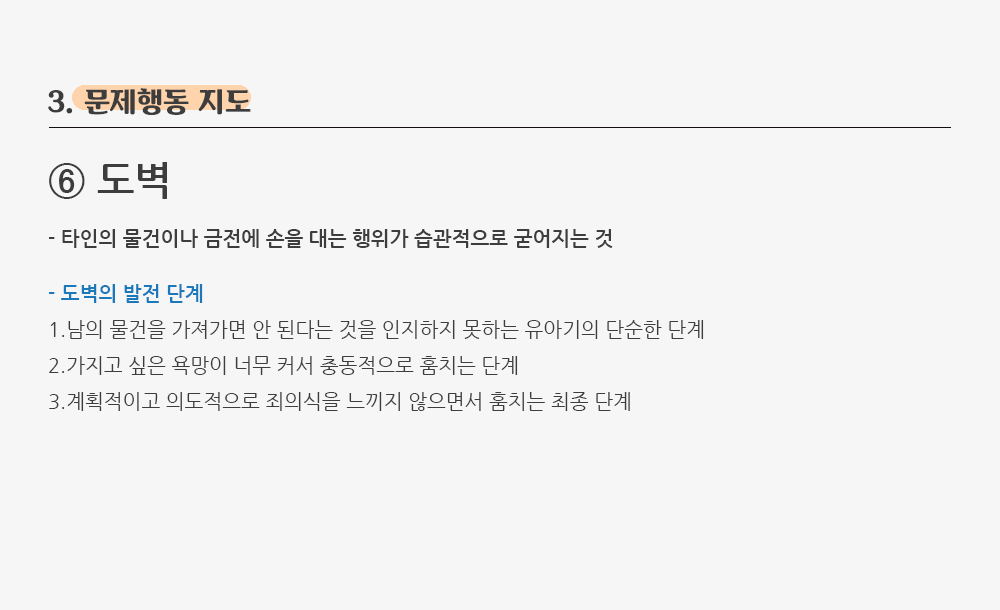 3. 문제행동 지도
⑥ 도벽
- 타인의 물건이나 금전에 손을 대는 행위가 습관적으로 굳어지는 것
- 도벽의 발전 단계
1.남의 물건을 가져가면 안 된다는 것을 인지하지 못하는 유아기의 단순한 단계
2.가지고 싶은 욕망이 너무 커서 충동적으로 훔치는 단계
3.계획적이고 의도적으로 죄의식을 느끼지 않으면서 훔치는 최종 단계